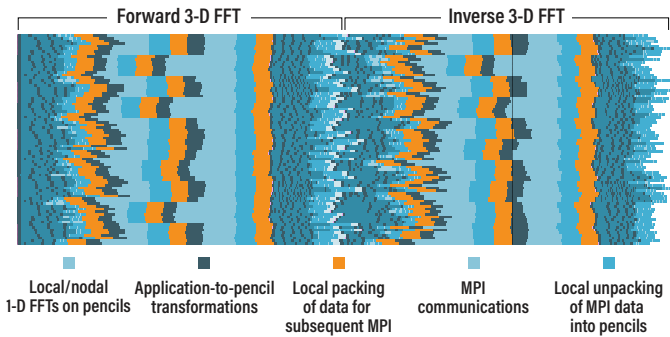 Forward 3-D FFT
Inverse 3-D FFT
Local/nodal
1-D FFTs on pencils
Application-to-pencil
transformations
Local packing
of data for
subsequent MPI
MPI
communications
Local unpacking
of MPI data
into pencils